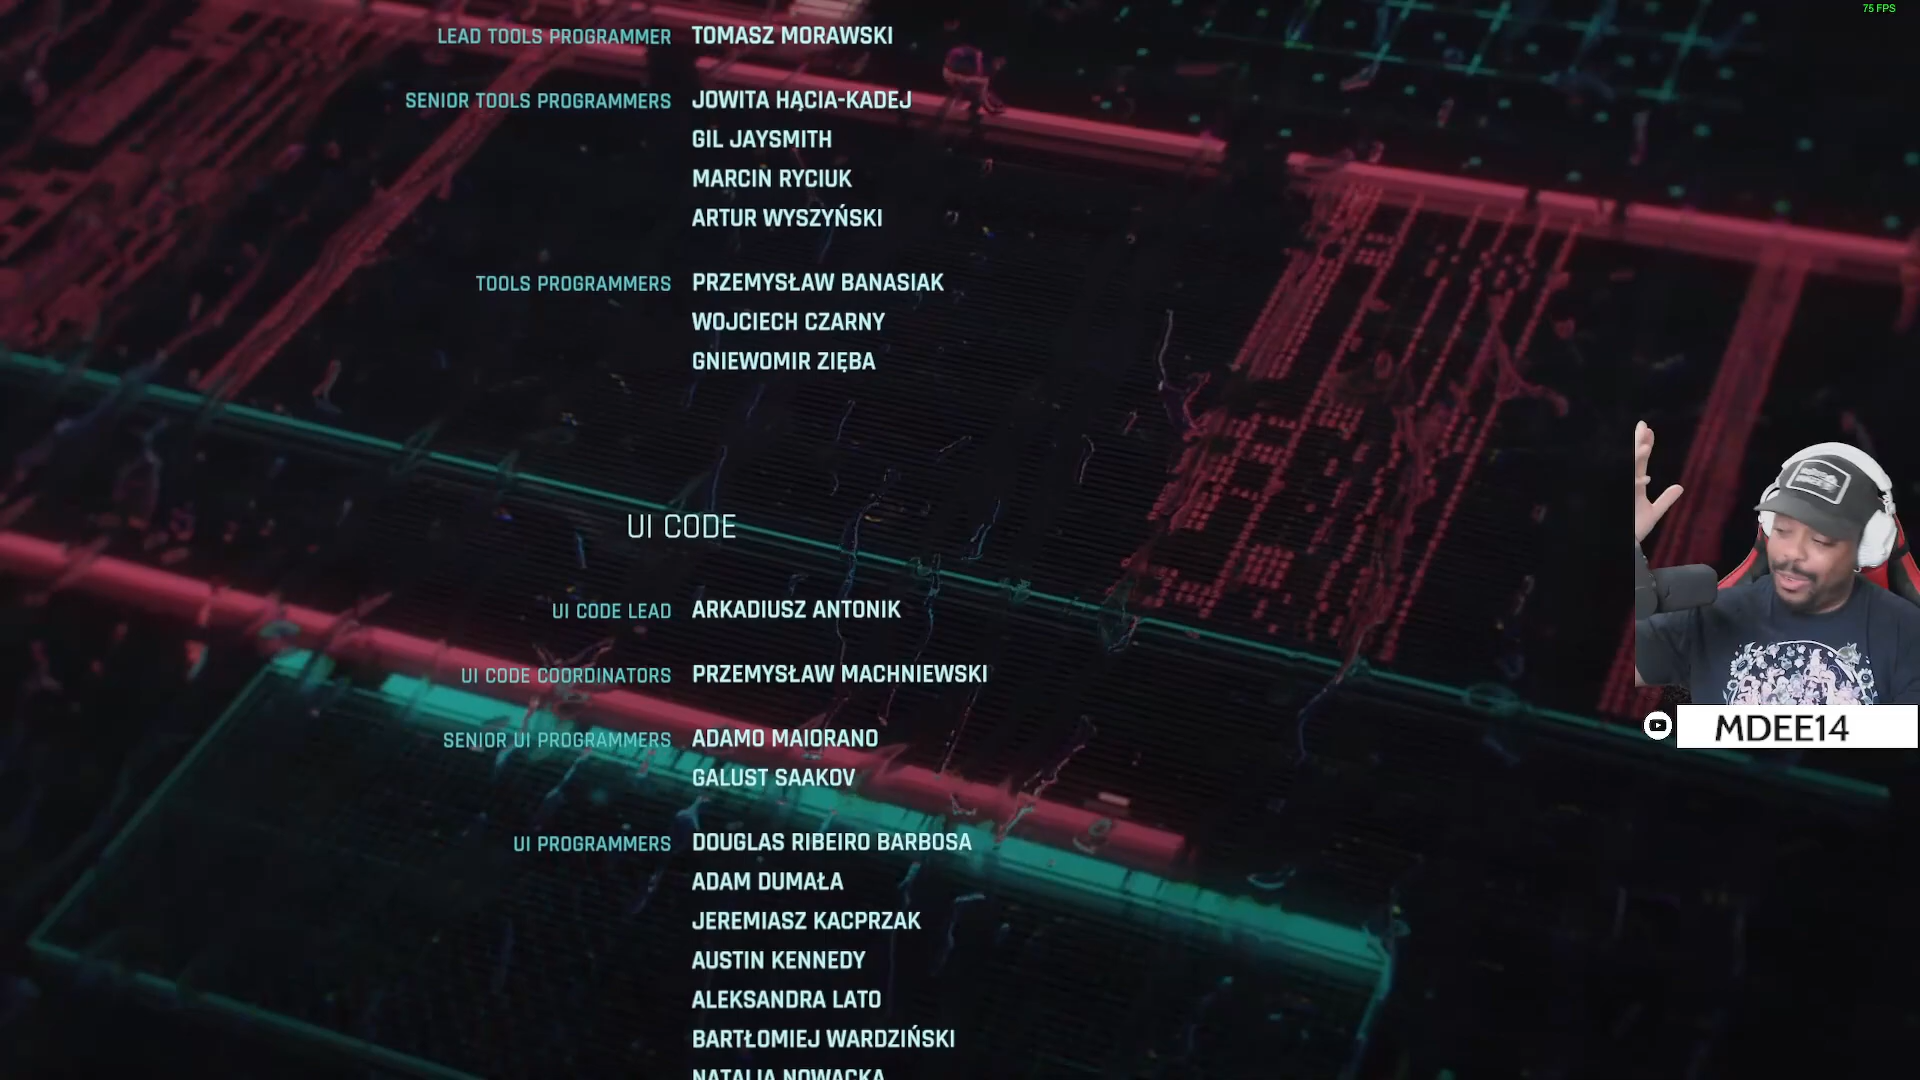 75 FPS
LEAD TOOLS PROGRAMMER TOMASZ MORAWSKI
SENIOR TOOLS PROGRAMMERS JOWITA HĄCIA-KADEJ
GIL JAYSMITH
MARCIN RYCIUK
ARTUR WYSZYŃSKI
TOOLS PROGRAMMERS PRZEMYSŁAW BANASIAK
WOJCIECH CZARNY
GNIEWOMIR ZIĘBA
UI CODE
UI CODE LEAD ARKADIUSZ ANTONIK
UI CODE COORDINATORS PRZEMYSŁAW MACHNIEWSKI
SENIOR UI PROGRAMMERS ADAMO MAIORANO
GALUST SAAKOV
UI PROGRAMMERS DOUGLAS RIBEIRO BARBOSA
ADAM DUMAŁA
JEREMIASZ KACPRZAK
AUSTIN KENNEDY
ALEKSANDRA LATO
BARTŁOMIEJ WARDZIŃSKI
NATALIA NOWACKA
MDEE14